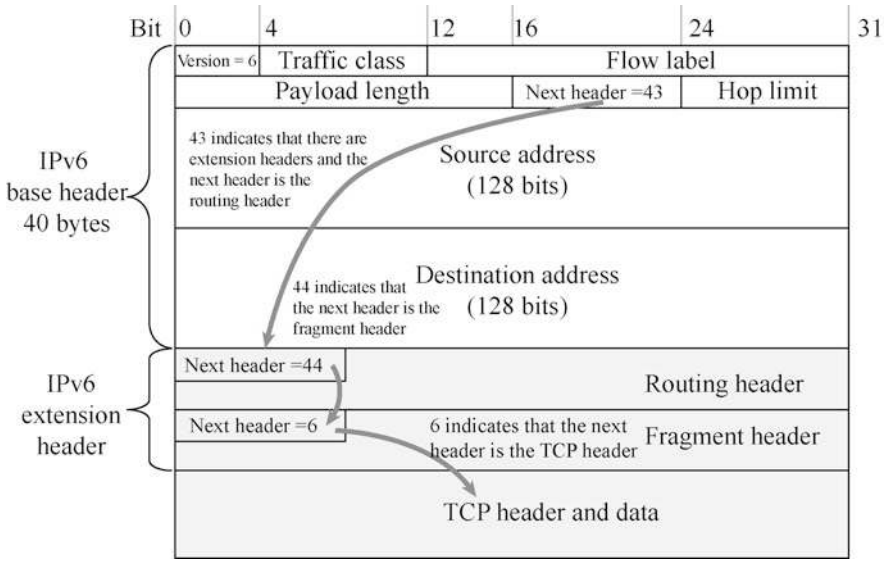 Bit 0 4 12 16 24 31
Version = 6 Traffic class Flow label
Payload length Next header =43 Hop limit
43 indicates that there are
extension headers and the
next header is the
routing header
Source address
(128 bits)
IPv6
base header
40 bytes
Destination address
(128 bits)
44 indicates that
the next header is the
fragment header
Next header =44
Routing header
IPv6
extension
header
Next header =6
6 indicates that the next
header is the TCP header
Fragment header
TCP header and data